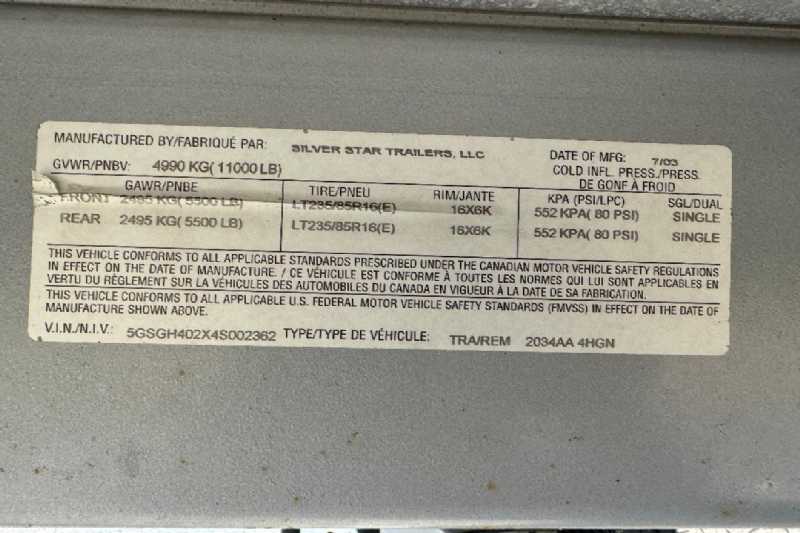 MANUFACTURED BY/FABRIQUÉ PAR: SILVER STAR TRAILERS, LLC DATE OF MFG: 7/03
GVWR/PNBV: 4990 KG( 11000 LB) COLD INFL. PRESS./PRESS. DE GONF À FROID
GAWR/PNBE TIRE/PNEU RIM/JANTE KPA (PSI/LPC) SGL/DUAL
FRONT 2495 KG( 5500 LB) LT235/85R16(E) 16X6K 552 KPA( 80 PSI) SINGLE
REAR 2495 KG( 5500 LB) LT235/85R16(E) 16X6K 552 KPA( 80 PSI) SINGLE
THIS VEHICLE CONFORMS TO ALL APPLICABLE STANDARDS PRESCRIBED UNDER THE CANADIAN MOTOR VEHICLE SAFETY REGULATIONS
IN EFFECT ON THE DATE OF MANUFACTURE. / CE VÉHICULE EST CONFORME À TOUTES LES NORMES QUI LUI SONT APPLICABLES EN
VERTU DU RÈGLEMENT SUR LA VÉHICULES DES AUTOMOBILES DU CANADA EN VIGUEUR À LA DATE DE SA FABRICATION.
THIS VEHICLE CONFORMS TO ALL APPLICABLE U.S. FEDERAL MOTOR VEHICLE SAFETY STANDARDS (FMVSS) IN EFFECT ON THE DATE OF
MANUFACTURE SHOWN ABOVE.
V.I.N./N.I.V.: 5GSGH402X4S002362 TYPE/TYPE DE VÉHICULE: TRA/REM 2034AA 4HGN